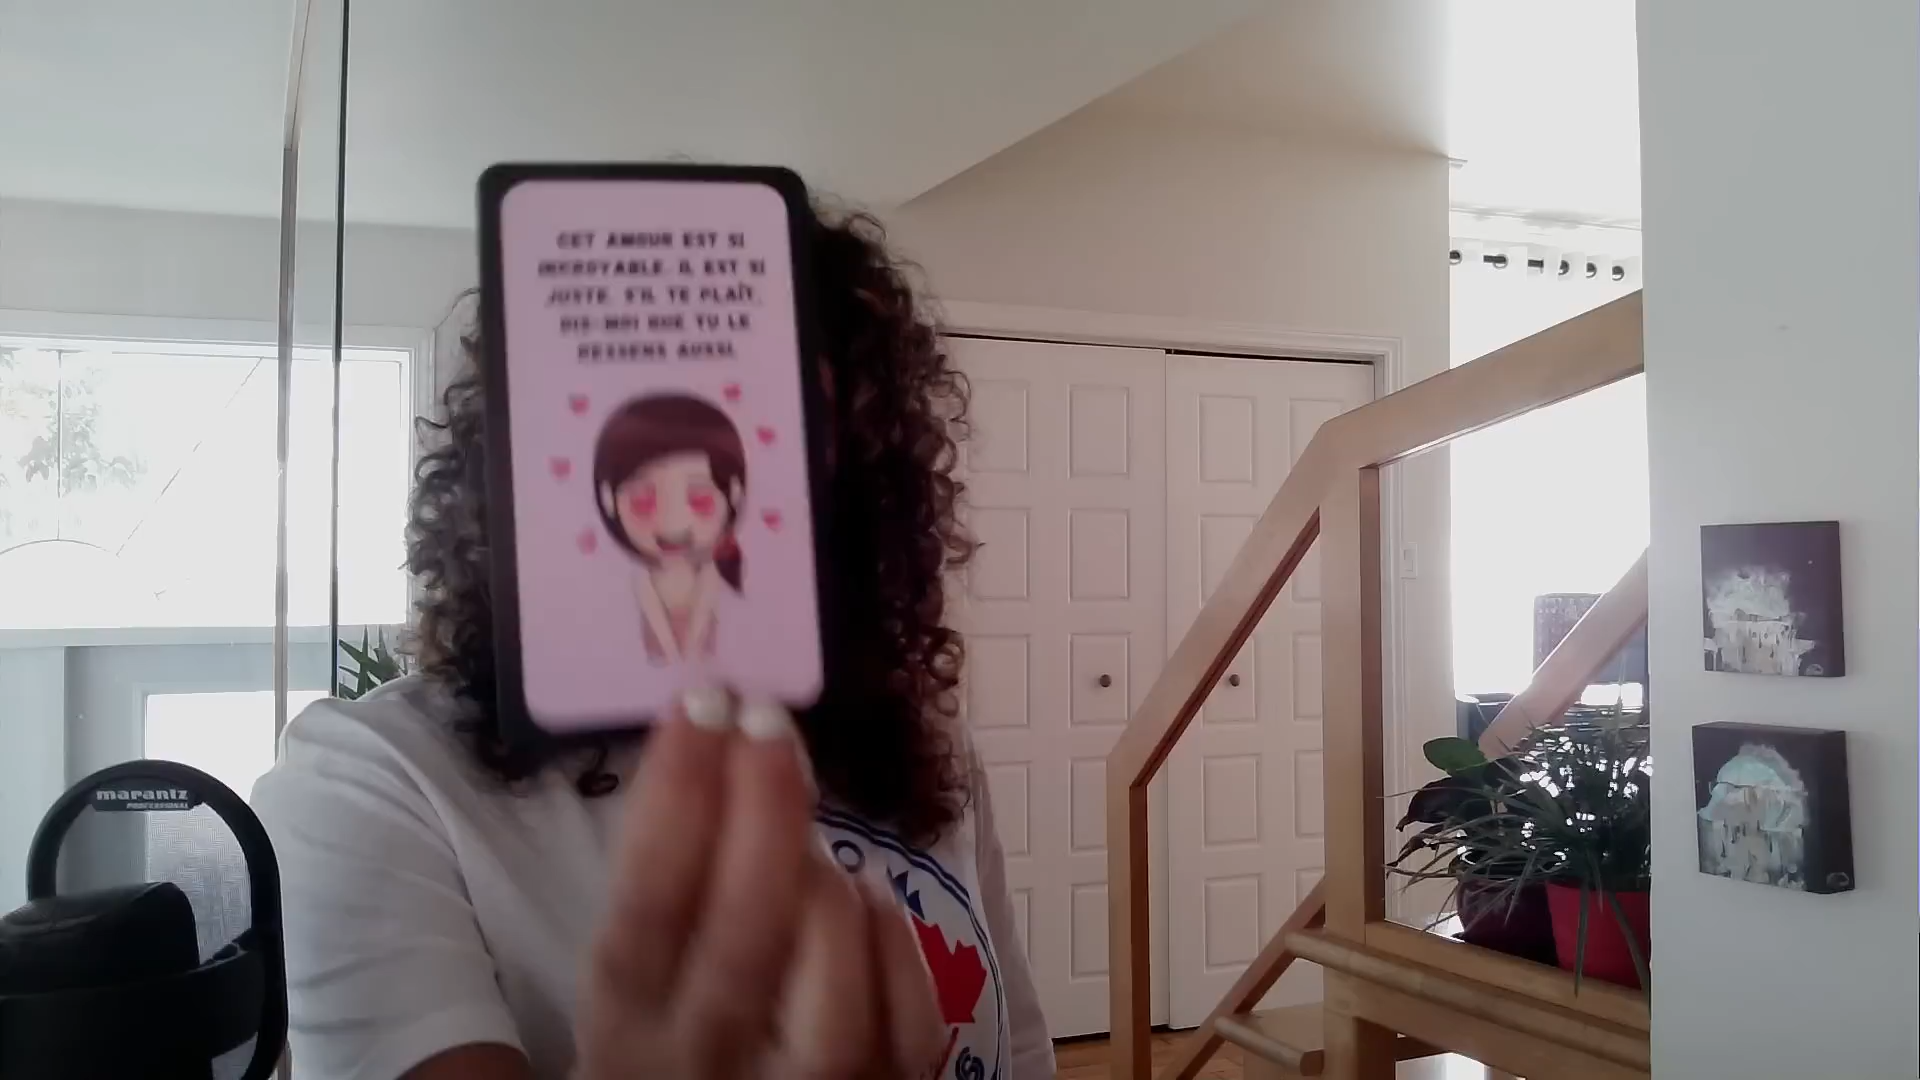 CET AMOUR EST SI
INCROYABLE. IL EST SI
JUSTE. S'IL TE PLAÎT,
DIS-MOI QUE TU LE
RESSENS AUSSI.
marantz
PROFESSIONAL